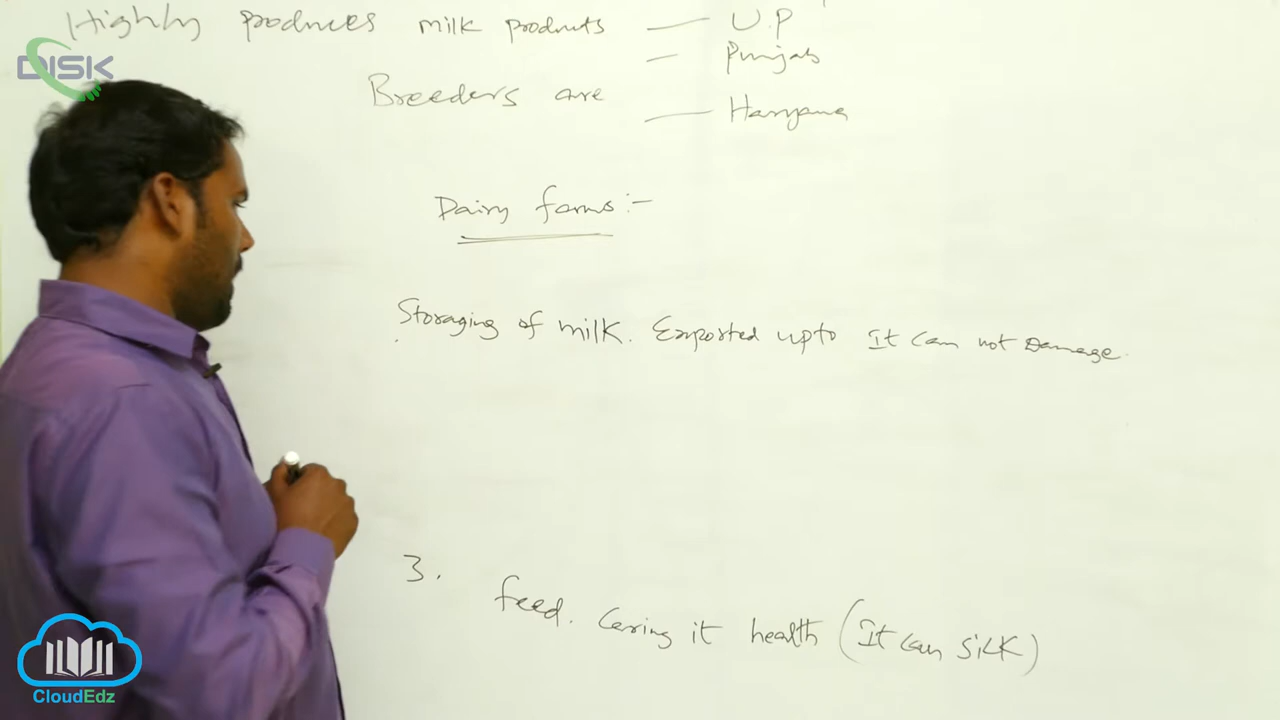 Highly produces milk produts — U.P
DISK
— Punjab
Breeders are
— Haryana
Dairy farms:-
Storaging of milk. Exported upto It can not Damage.
3. feed. Caring it health (It can silk)
CloudEdz